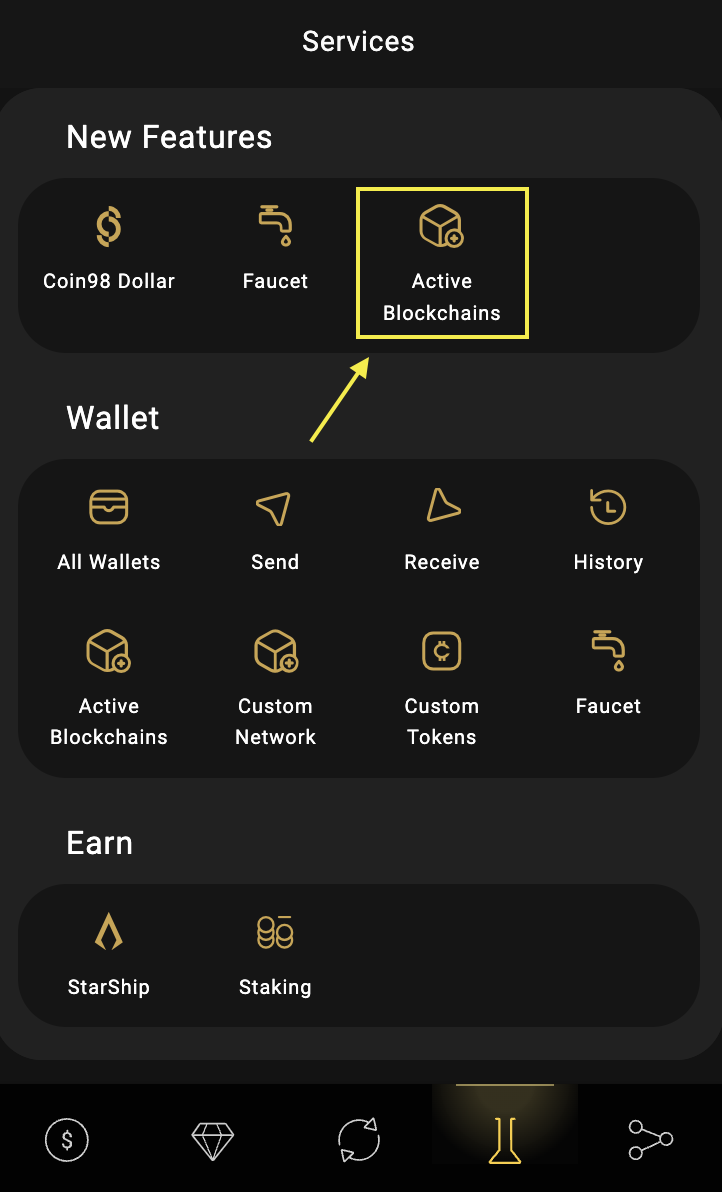 Services
New Features
Coin98 Dollar
Faucet
Active
Blockchains
Wallet
All Wallets
Send
Receive
History
Active
Blockchains
Custom
Network
Custom
Tokens
Faucet
Earn
StarShip
Staking